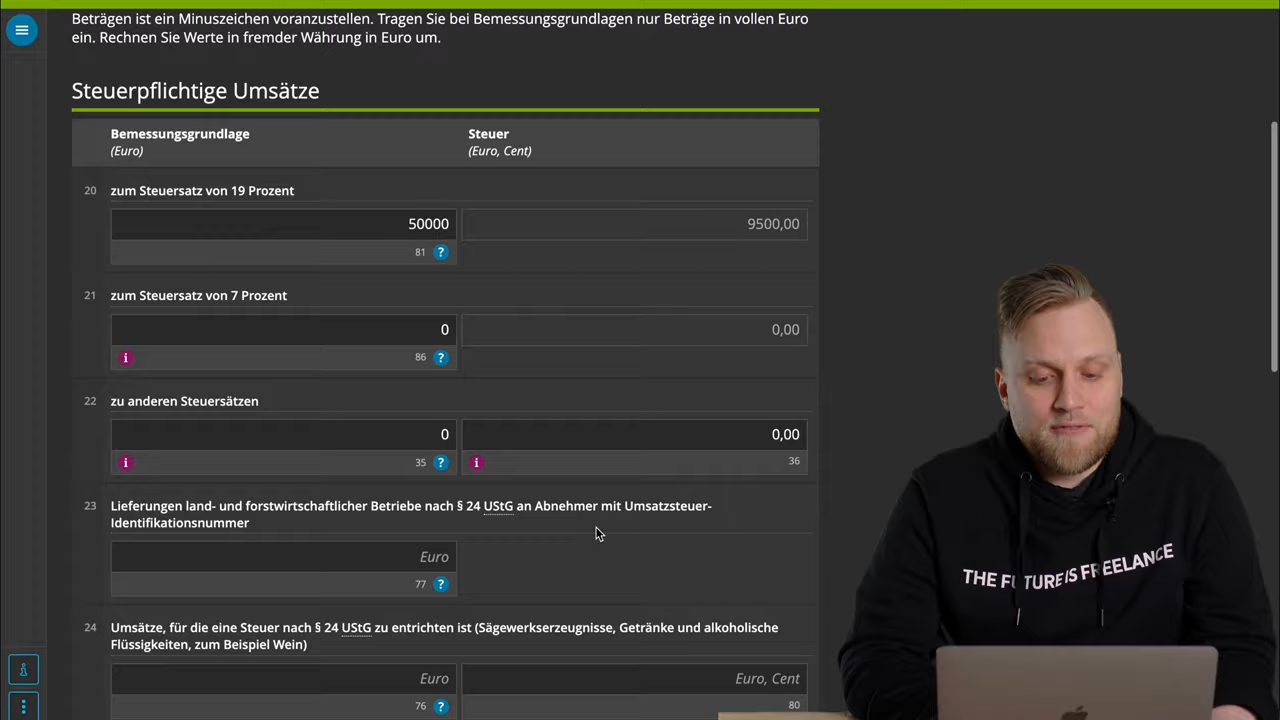 Beträgen ist ein Minuszeichen voranzustellen. Tragen Sie bei Bemessungsgrundlagen nur Beträge in vollen Euro
ein. Rechnen Sie Werte in fremder Währung in Euro um.
Steuerpflichtige Umsätze
Bemessungsgrundlage
(Euro)
Steuer
(Euro, Cent)
20 zum Steuersatz von 19 Prozent
50000 9500,00
81 ?
21 zum Steuersatz von 7 Prozent
0 0,00
i 86 ?
22 zu anderen Steuersätzen
0 0,00
i 35 ? i 36
23 Lieferungen land- und forstwirtschaftlicher Betriebe nach § 24 UStG an Abnehmer mit Umsatzsteuer-
Identifikationsnummer
Euro
77 ?
24 Umsätze, für die eine Steuer nach § 24 UStG zu entrichten ist (Sägewerkserzeugnisse, Getränke und alkoholische
Flüssigkeiten, zum Beispiel Wein)
Euro Euro, Cent
76 ? 80
i
THE FUTURE IS FREELANCE